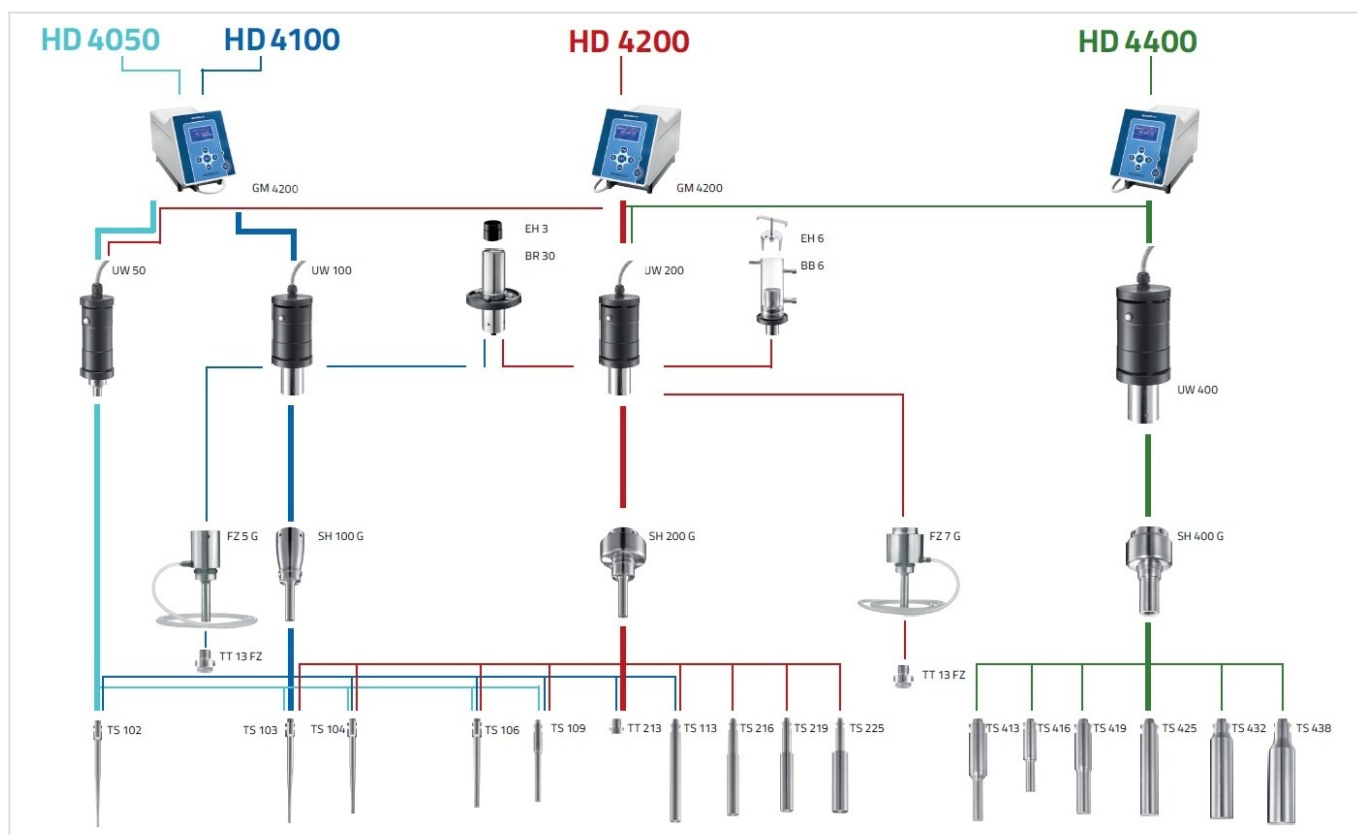 HD 4050
HD 4100
HD 4200
HD 4400
GM 4200
GM 4200
EH 3
EH 6
BR 30
BB 6
UW 50
UW 100
UW 200
UW 400
FZ 5 G
SH 100 G
SH 200 G
FZ 7 G
SH 400 G
TT 13 FZ
TT 13 FZ
TS 102
TS 103
TS 104
TS 106
TS 109
TT 213
TS 113
TS 216
TS 219
TS 225
TS 413
TS 416
TS 419
TS 425
TS 432
TS 438